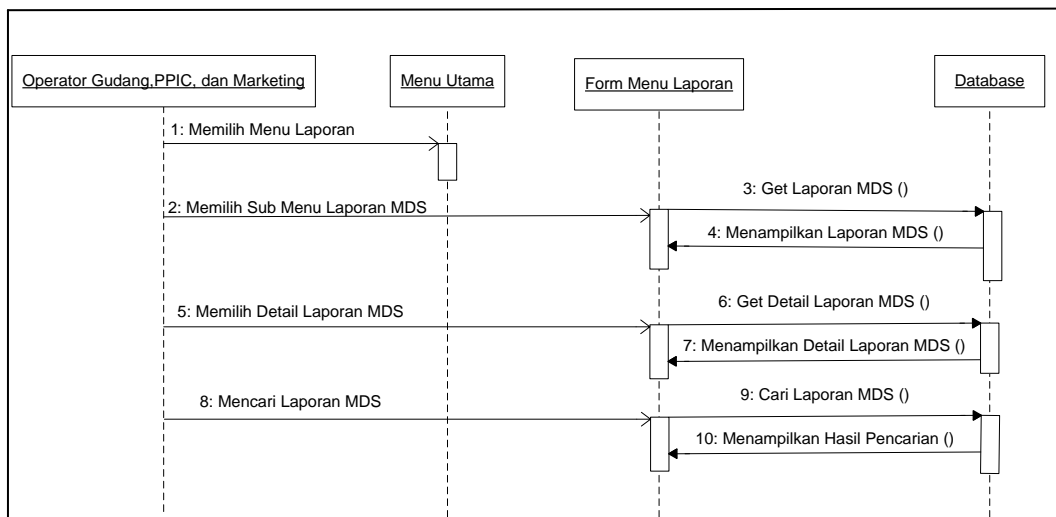 Operator Gudang,PPIC, dan Marketing
Menu Utama
Form Menu Laporan
Database
1: Memilih Menu Laporan
2: Memilih Sub Menu Laporan MDS
3: Get Laporan MDS ()
4: Menampilkan Laporan MDS ()
5: Memilih Detail Laporan MDS
6: Get Detail Laporan MDS ()
7: Menampilkan Detail Laporan MDS ()
8: Mencari Laporan MDS
9: Cari Laporan MDS ()
10: Menampilkan Hasil Pencarian ()